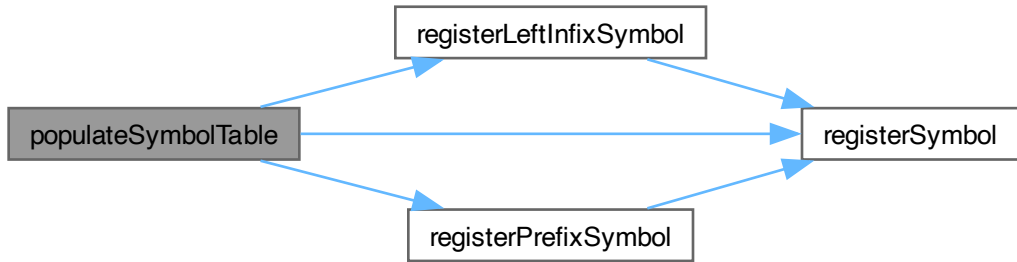 registerLeftInfixSymbol
populateSymbolTable
registerSymbol
registerPrefixSymbol